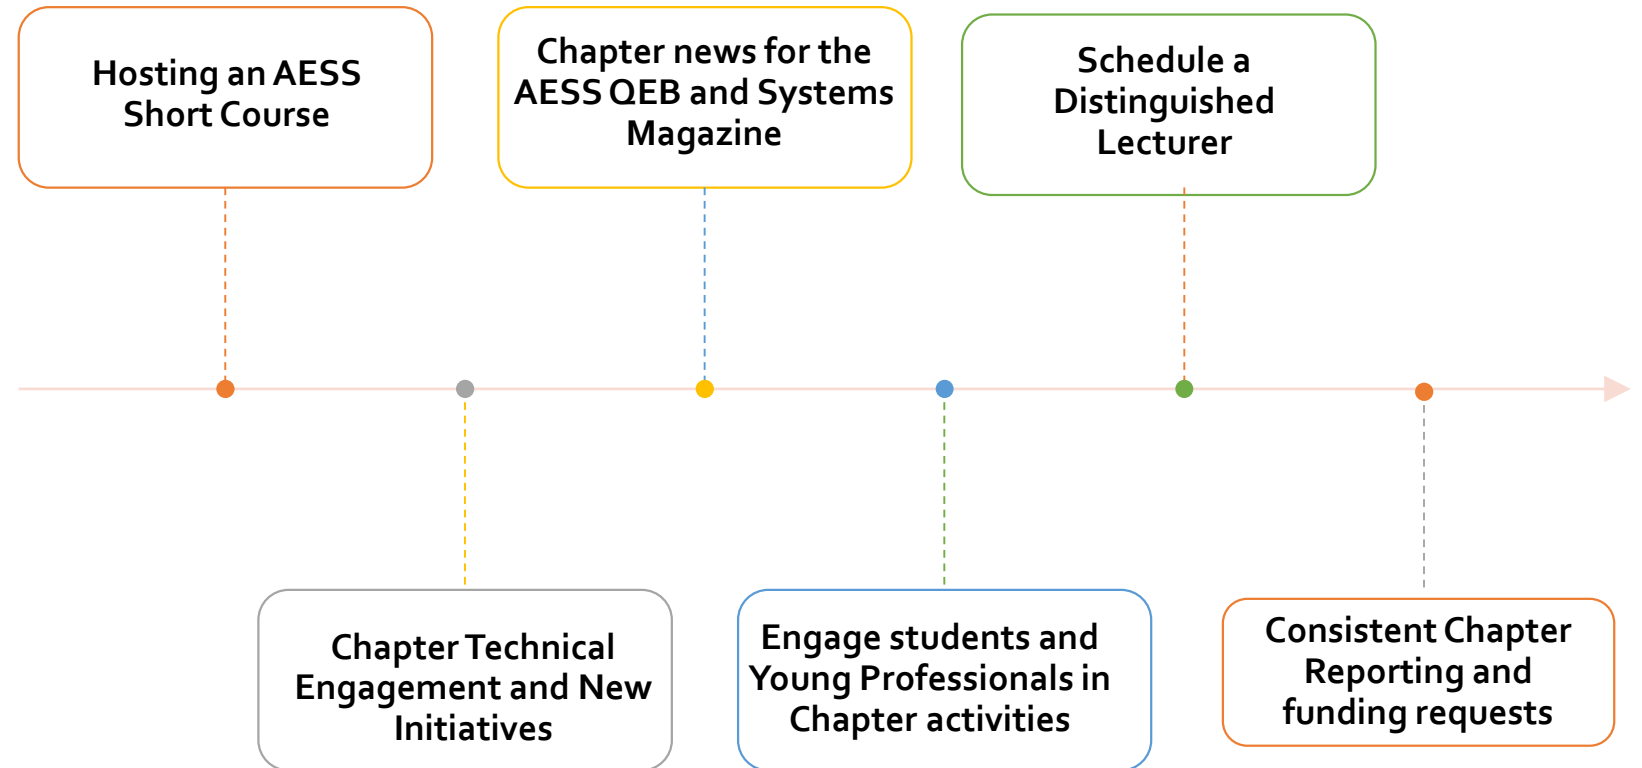 Hosting an AESS
Short Course
Chapter news for the
AESS QEB and Systems
Magazine
Schedule a
Distinguished
Lecturer
Chapter Technical
Engagement and New
Initiatives
Engage students and
Young Professionals in
Chapter activities
Consistent Chapter
Reporting and
funding requests